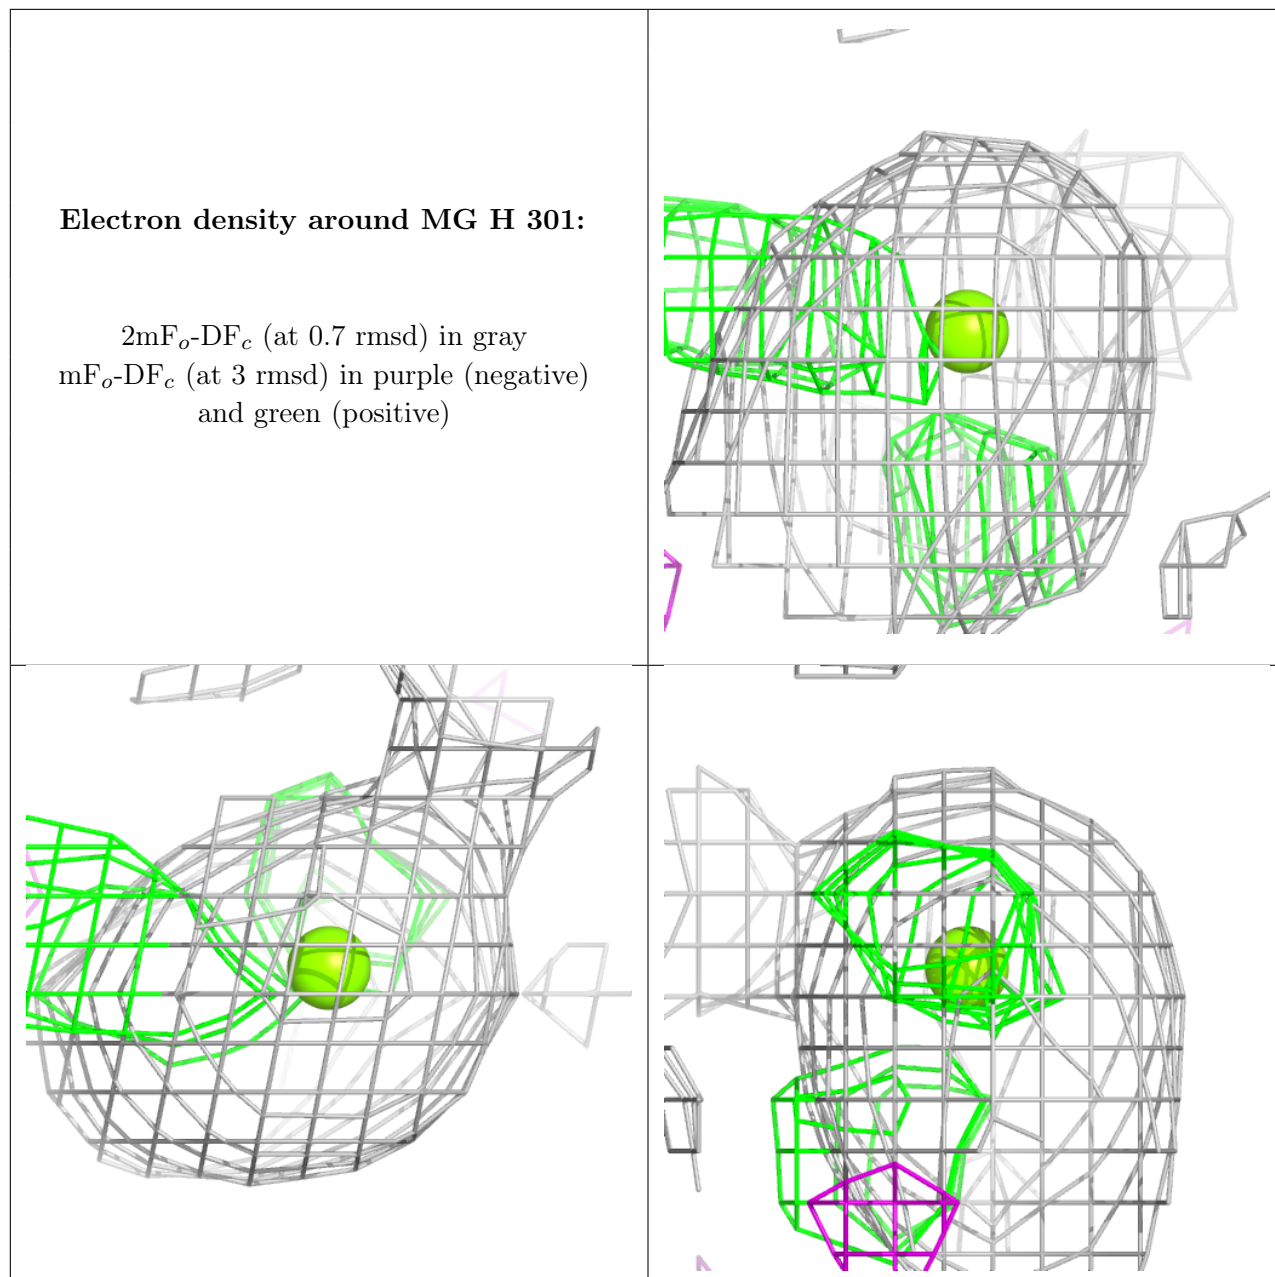 Electron density around MG H 301:
2mFo-DFc (at 0.7 rmsd) in gray
mFo-DFc (at 3 rmsd) in purple (negative)
and green (positive)